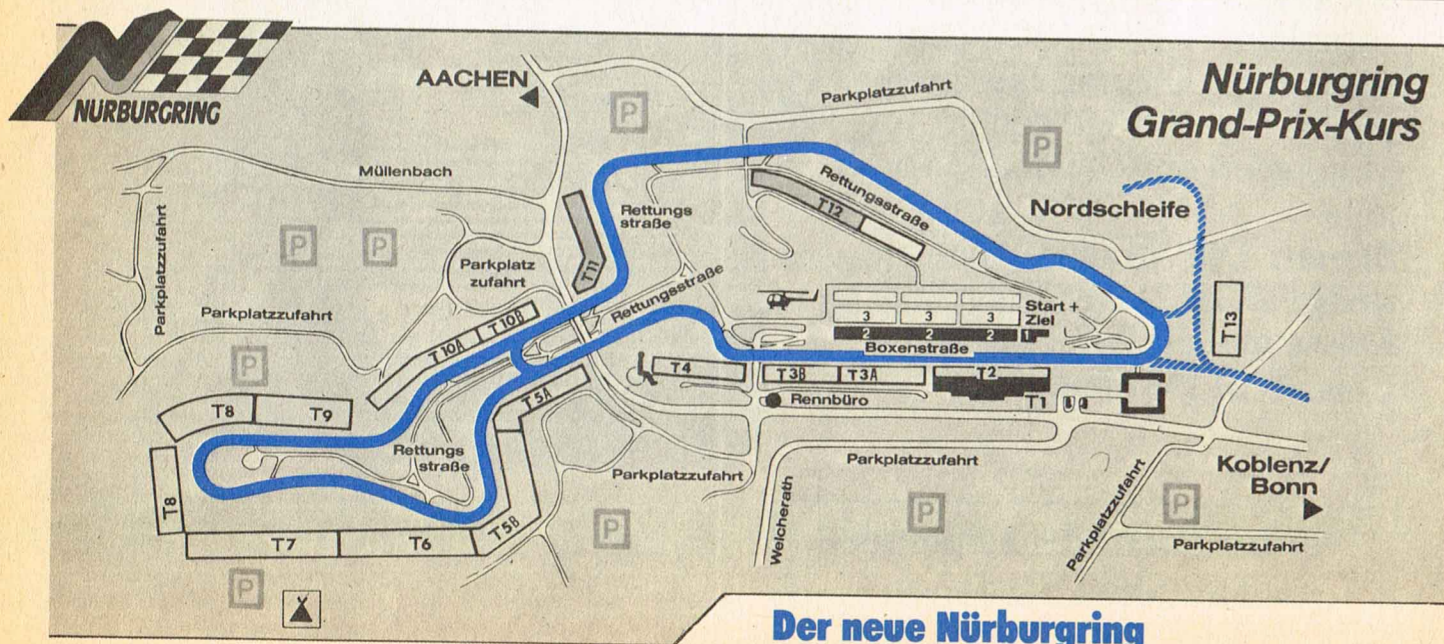 NÜRBURGRING
AACHEN
Nürburgring
Grand-Prix-Kurs
P
Parkplatzzufahrt
P
Müllenbach
Rettungsstraße
T12
Nordschleife
Rettungs
straße
T11
P
P
Parkplatzzufahrt
Parkplatz
zufahrt
Rettungsstraße
Start +
Ziel
3
3
3
2
2
2
1
Boxenstraße
T13
Parkplatzzufahrt
T10B
T10A
P
T4
T3B
T3A
T2
T1
T5A
Rennbüro
T8
T9
Rettungs
straße
Parkplatzzufahrt
Parkplatzzufahrt
Koblenz/
Bonn
T8
P
P
P
Welcherath
Parkplatzzufahrt
Parkplatzzufahrt
T5B
T7
T6
P
Der neue Nürburgring